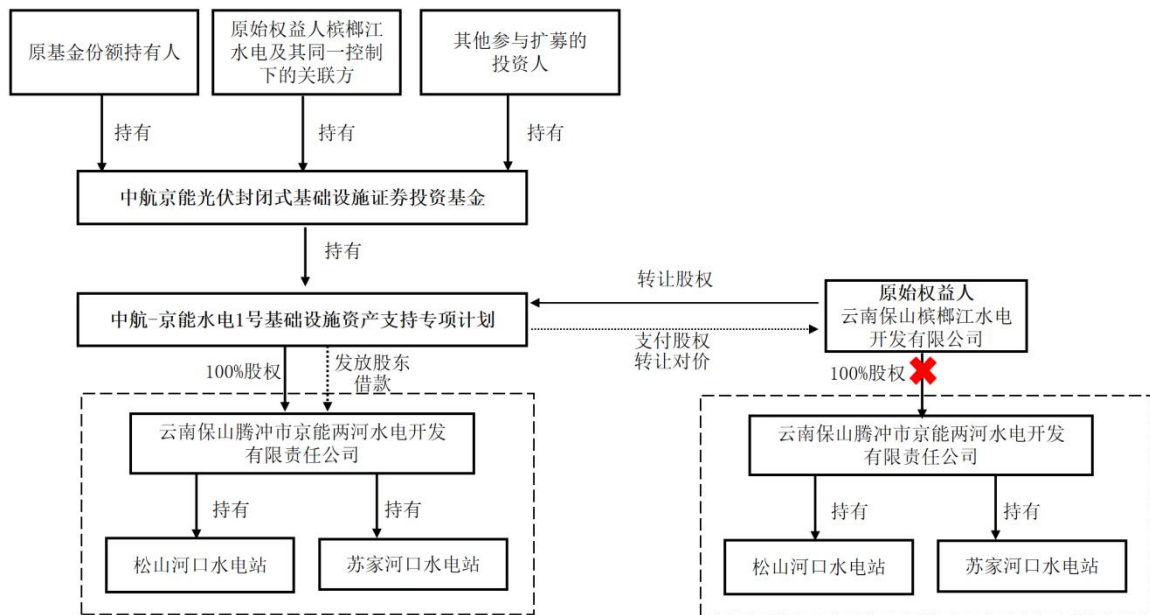 原基金份额持有人
原始权益人槟榔江
水电及其同一控制
下的关联方
其他参与扩募的
投资人
持有
持有
持有
中航京能光伏封闭式基础设施证券投资基金
持有
中航-京能水电1号基础设施资产支持专项计划
转让股权
支付股权
转让对价
原始权益人
云南保山槟榔江水电
开发有限公司
100%股权
发放股东
借款
100%股权
云南保山腾冲市京能两河水电开发
有限责任公司
持有
持有
松山河口水电站
苏家河口水电站
云南保山腾冲市京能两河水电开发
有限责任公司
持有
持有
松山河口水电站
苏家河口水电站